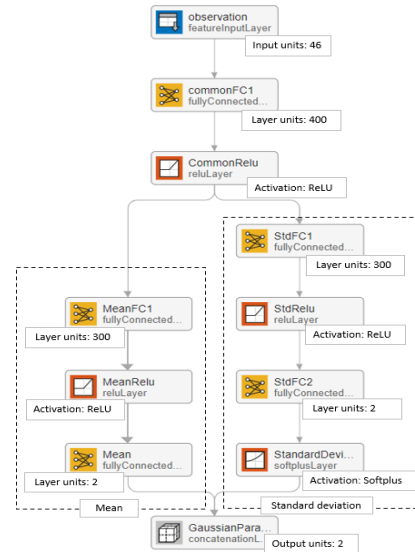 observation
featureInputLayer
Input units: 46
commonFC1
fullyConnected...
Layer units: 400
CommonRelu
reluLayer
Activation: ReLU
StdFC1
fullyConnected...
Layer units: 300
MeanFC1
fullyConnected...
Layer units: 300
StdRelu
reluLayer
Activation: ReLU
MeanRelu
reluLayer
Activation: ReLU
StdFC2
fullyConnected...
Layer units: 2
Mean
fullyConnected...
Layer units: 2
StandardDevi...
softplusLayer
Activation: Softplus
Mean
Standard deviation
GaussianPara...
concatenationL...
Output units: 2